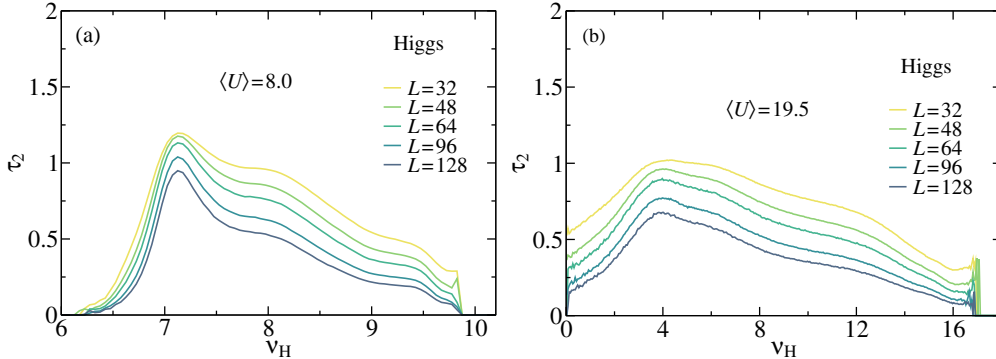 (a)
Higgs
⟨U⟩=8.0
L=32
L=48
L=64
L=96
L=128
τ₂
2
1.5
1
0.5
0
6 7 8 9 10
ν_H
(b)
Higgs
⟨U⟩=19.5
L=32
L=48
L=64
L=96
L=128
τ₂
2
1.5
1
0.5
0
0 4 8 12 16
ν_H